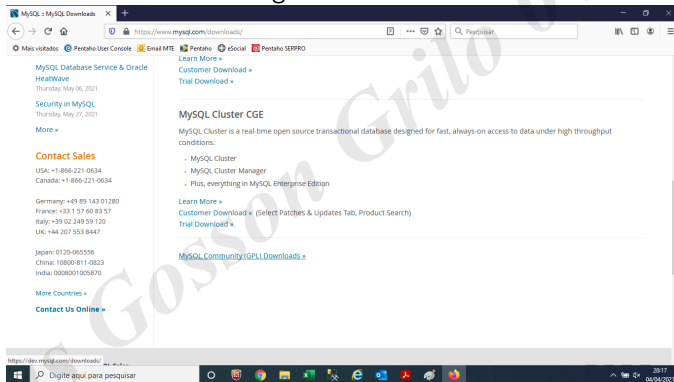 MySQL :: MySQL Downloads
https://www.mysql.com/downloads/
Pesquisar
Mais visitados Pentaho User Console Email MTE Pentaho eSocial Pentaho SERPRO
MySQL Database Service & Oracle
HeatWave
Thursday, May 06, 2021
Security in MySQL
Thursday, May 27, 2021
More »
Contact Sales
USA: +1-866-221-0634
Canada: +1-866-221-0634
Germany: +49 89 143 01280
France: +33 1 57 60 83 57
Italy: +39 02 249 59 120
UK: +44 207 553 8447
Japan: 0120-065556
China: 10800-811-0823
India: 0008001005870
More Countries »
Contact Us Online »
Learn More »
Customer Download »
Trial Download »
MySQL Cluster CGE
MySQL Cluster is a real-time open source transactional database designed for fast, always-on access to data under high throughput
conditions.
MySQL Cluster
MySQL Cluster Manager
Plus, everything in MySQL Enterprise Edition
Learn More »
Customer Download » (Select Patches & Updates Tab, Product Search)
Trial Download »
MySQL Community (GPL) Downloads »
https://dev.mysql.com/downloads/
Digite aqui para pesquisar
20:17
04/04/2021
s Gosson Grilo